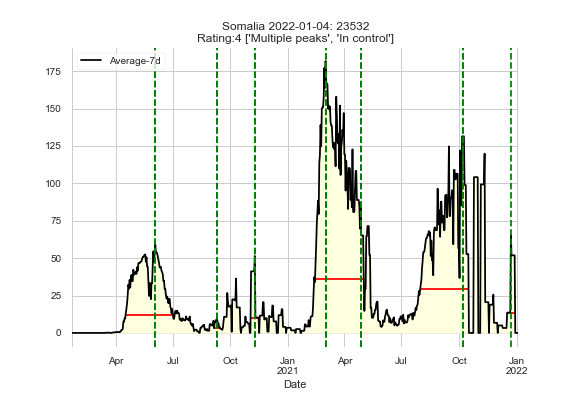 Somalia 2022-01-04: 23532
Rating:4 ['Multiple peaks', 'In control']
Average-7d
175
150
125
100
75
50
25
0
Apr
Jul
Oct
Jan
2021
Apr
Jul
Oct
Jan
2022
Date